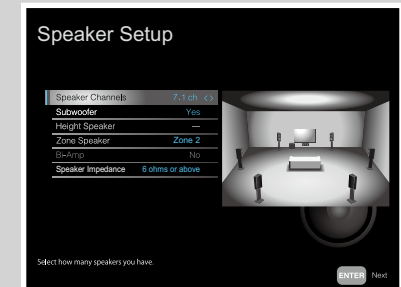 Speaker Setup
Speaker Channels 7.1 ch <>
Subwoofer Yes
Height Speaker —
Zone Speaker Zone 2
Bi-Amp No
Speaker Impedance 6 ohms or above
Select how many speakers you have.
ENTER Next